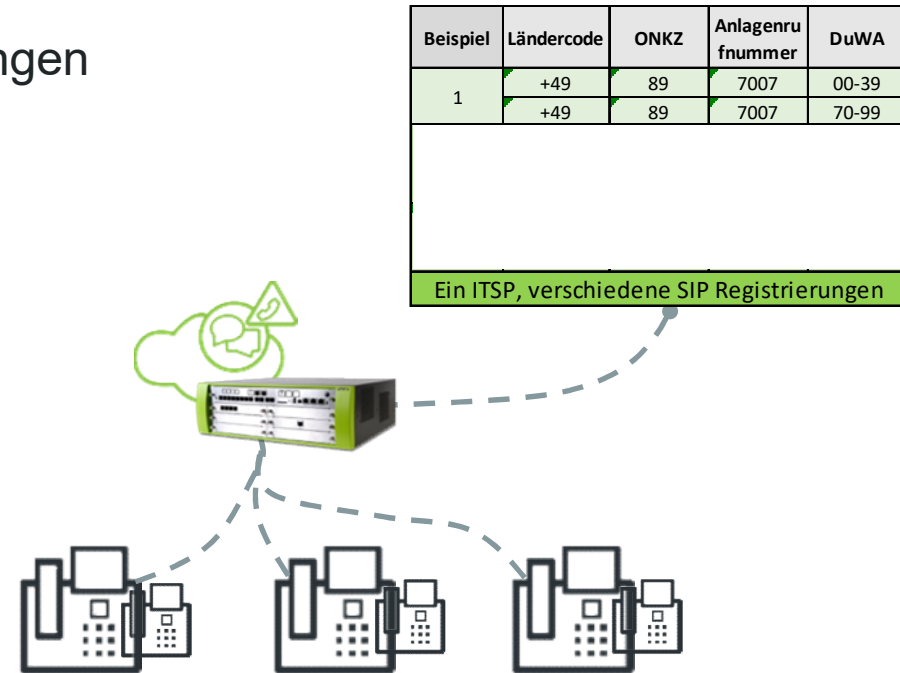 ngen
Beispiel Ländercode ONKZ Anlagenru
fnummer DuWA
1 +49 89 7007 00-39
+49 89 7007 70-99
Ein ITSP, verschiedene SIP Registrierungen